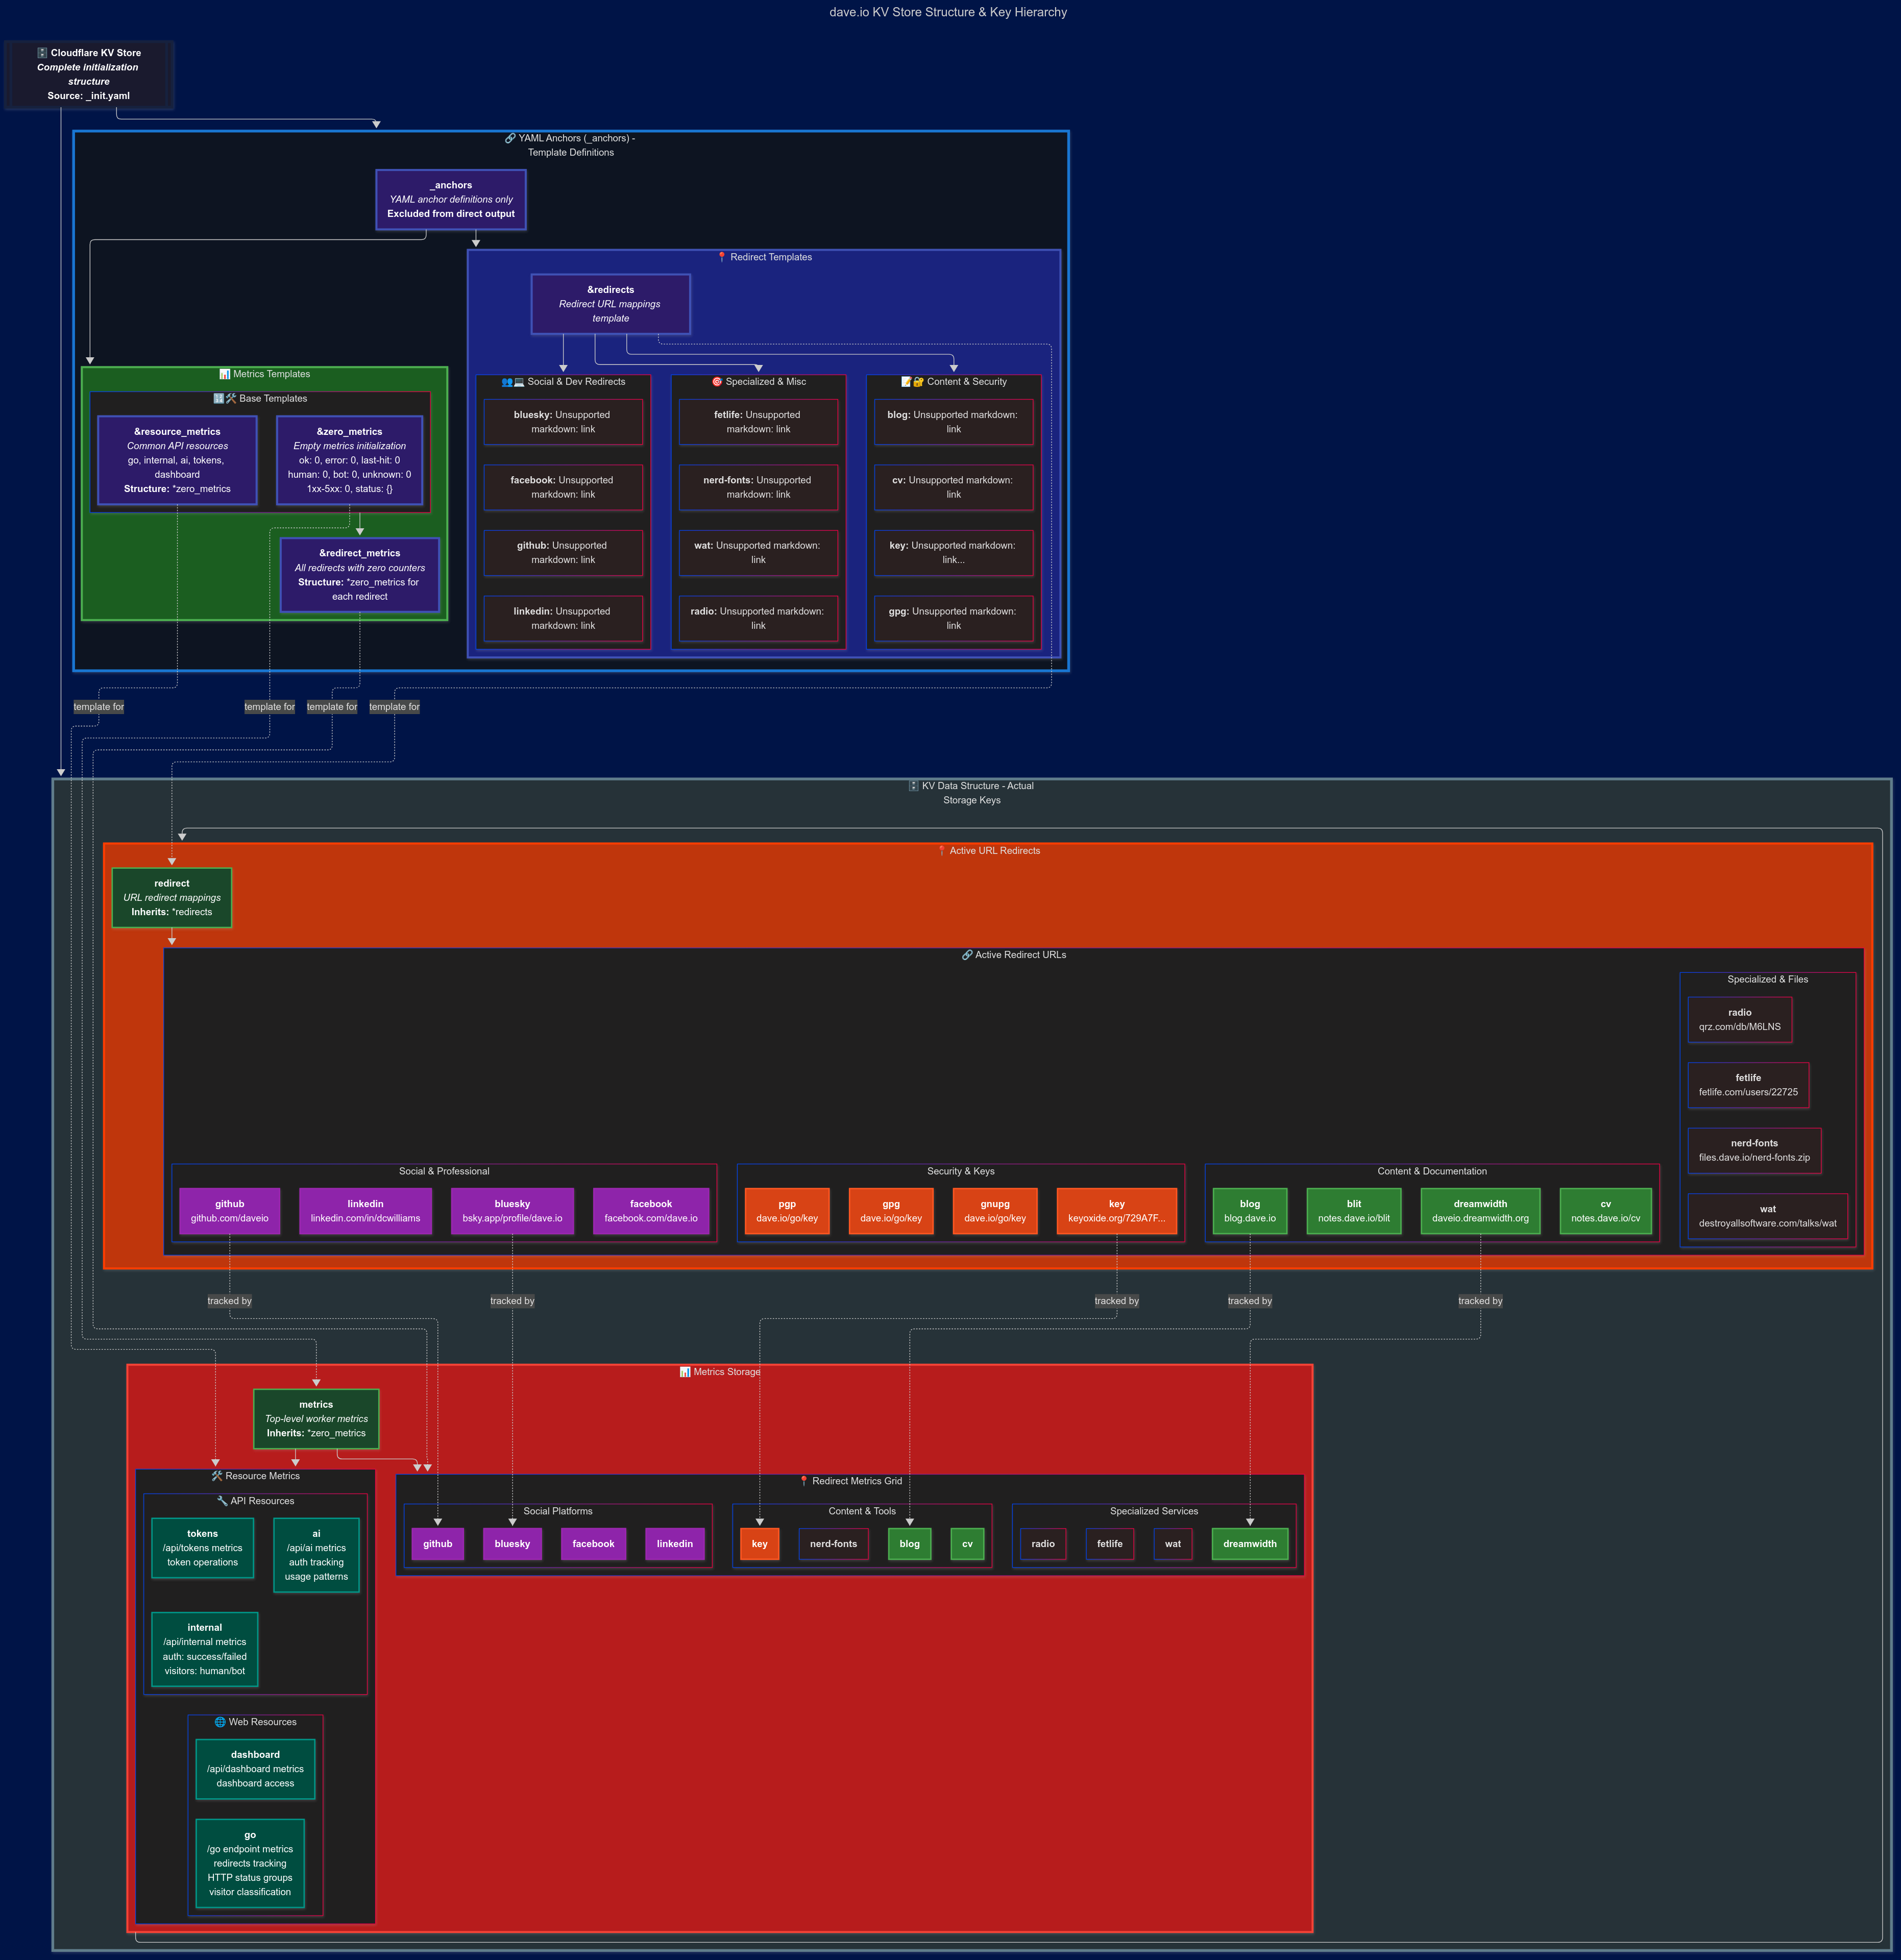 dave.io KV Store Structure & Key Hierarchy
🗄️ Cloudflare KV Store
Complete initialization
structure
Source: _init.yaml
🔗 YAML Anchors (_anchors) -
Template Definitions
_anchors
YAML anchor definitions only
Excluded from direct output
📍 Redirect Templates
&redirects
Redirect URL mappings
template
📊 Metrics Templates
🔢🛠️ Base Templates
&resource_metrics
Common API resources
go, internal, ai, tokens,
dashboard
Structure: *zero_metrics
&zero_metrics
Empty metrics initialization
ok: 0, error: 0, last-hit: 0
human: 0, bot: 0, unknown: 0
1xx-5xx: 0, status: {}
&redirect_metrics
All redirects with zero counters
Structure: *zero_metrics for
each redirect
👥💻 Social & Dev Redirects
bluesky: Unsupported
markdown: link
facebook: Unsupported
markdown: link
github: Unsupported
markdown: link
linkedin: Unsupported
markdown: link
🎯 Specialized & Misc
fetlife: Unsupported
markdown: link
nerd-fonts: Unsupported
markdown: link
wat: Unsupported markdown:
link
radio: Unsupported markdown:
link
📝🔐 Content & Security
blog: Unsupported markdown:
link
cv: Unsupported markdown:
link
key: Unsupported markdown:
link...
gpg: Unsupported markdown:
link
template for
template for
template for
template for
🗄️ KV Data Structure - Actual
Storage Keys
📍 Active URL Redirects
redirect
URL redirect mappings
Inherits: *redirects
🔗 Active Redirect URLs
Specialized & Files
radio
qrz.com/db/M6LNS
fetlife
fetlife.com/users/22725
nerd-fonts
files.dave.io/nerd-fonts.zip
wat
destroyallsoftware.com/talks/wat
Social & Professional
github
github.com/daveio
linkedin
linkedin.com/in/dcwilliams
bluesky
bsky.app/profile/dave.io
facebook
facebook.com/dave.io
Security & Keys
pgp
dave.io/go/key
gpg
dave.io/go/key
gnupg
dave.io/go/key
key
keyoxide.org/729A7F...
Content & Documentation
blog
blog.dave.io
blit
notes.dave.io/blit
dreamwidth
daveio.dreamwidth.org
cv
notes.dave.io/cv
tracked by
tracked by
tracked by
tracked by
tracked by
📊 Metrics Storage
metrics
Top-level worker metrics
Inherits: *zero_metrics
🛠️ Resource Metrics
🔧 API Resources
tokens
/api/tokens metrics
token operations
ai
/api/ai metrics
auth tracking
usage patterns
internal
/api/internal metrics
auth: success/failed
visitors: human/bot
🌐 Web Resources
dashboard
/api/dashboard metrics
dashboard access
go
/go endpoint metrics
redirects tracking
HTTP status groups
visitor classification
📍 Redirect Metrics Grid
Social Platforms
github
bluesky
facebook
linkedin
Content & Tools
key
nerd-fonts
blog
cv
Specialized Services
radio
fetlife
wat
dreamwidth